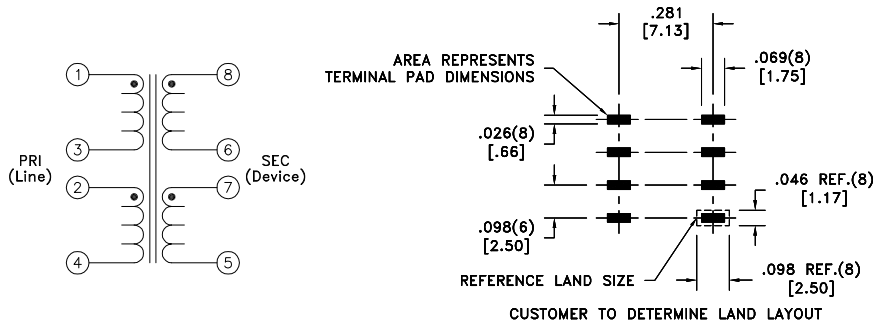 1
8
3
6
PRI
(Line)
SEC
(Device)
2
7
4
5
.281
[7.13]
AREA REPRESENTS
TERMINAL PAD DIMENSIONS
.069(8)
[1.75]
.026(8)
[.66]
.046 REF.(8)
[1.17]
.098(6)
[2.50]
REFERENCE LAND SIZE
.098 REF.(8)
[2.50]
CUSTOMER TO DETERMINE LAND LAYOUT